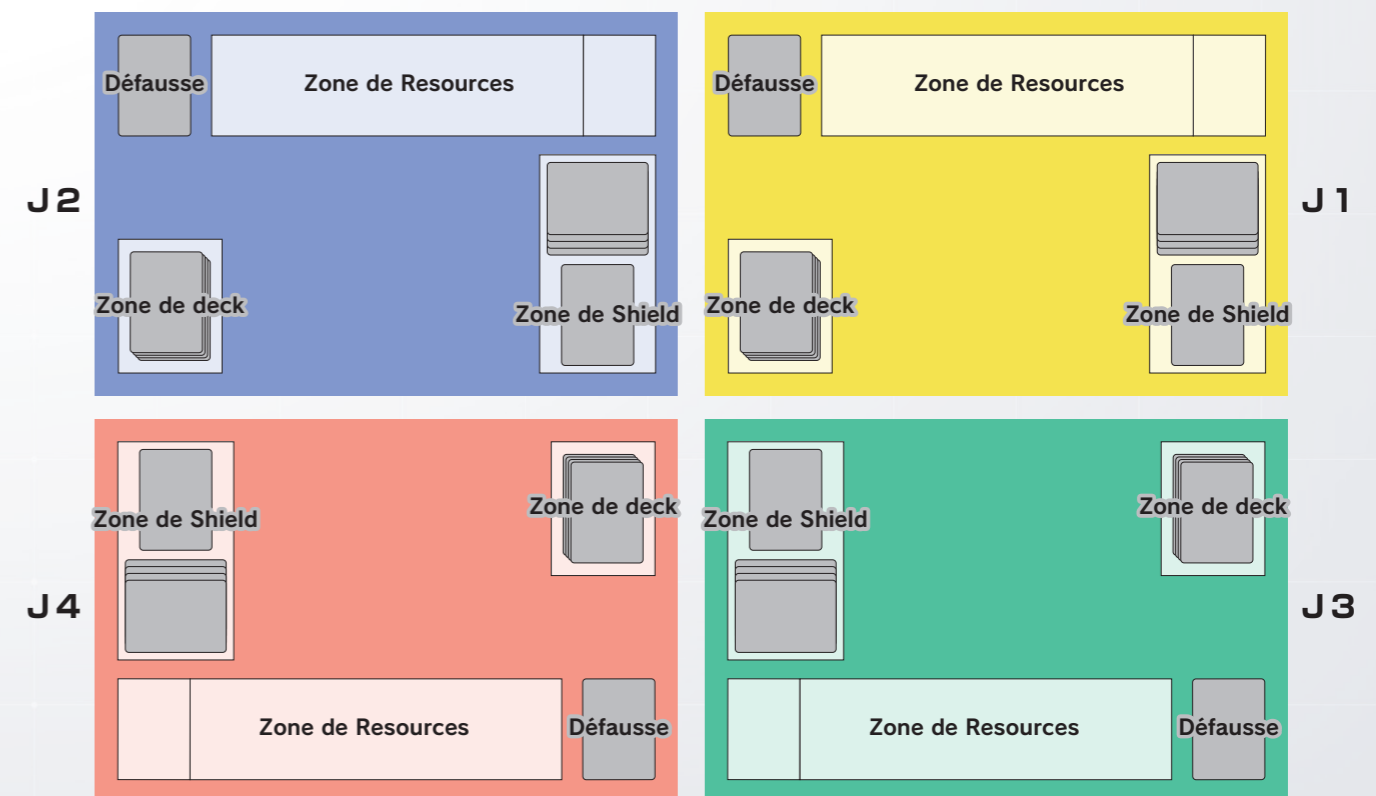 Défausse
Zone de Resources
Défausse
Zone de Resources
J2
J1
Zone de deck
Zone de Shield
Zone de deck
Zone de Shield
Zone de Shield
Zone de deck
Zone de Shield
Zone de deck
J4
J3
Zone de Resources
Défausse
Zone de Resources
Défausse